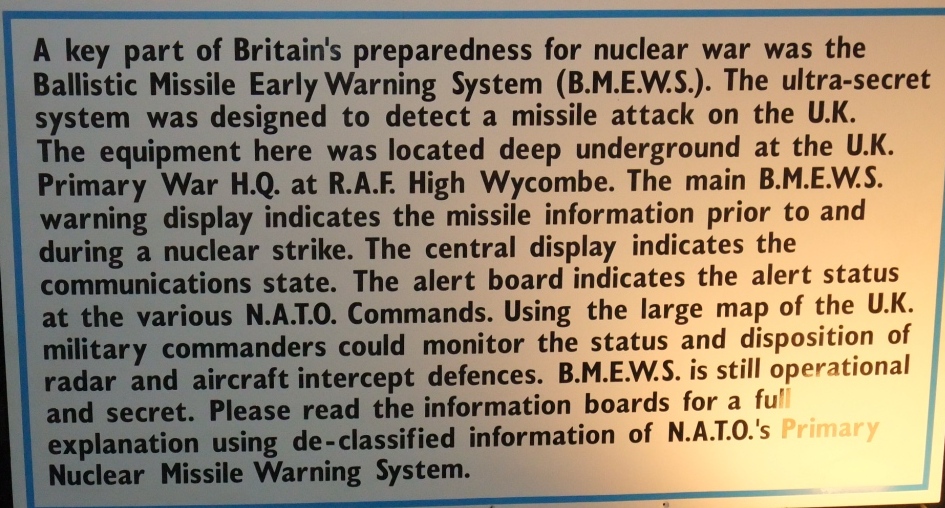 A key part of Britain's preparedness for nuclear war was the
Ballistic Missile Early Warning System (B.M.E.W.S.). The ultra-secret
system was designed to detect a missile attack on the U.K.
The equipment here was located deep underground at the U.K.
Primary War H.Q. at R.A.F. High Wycombe. The main B.M.E.W.S.
warning display indicates the missile information prior to and
during a nuclear strike. The central display indicates the
communications state. The alert board indicates the alert status
at the various N.A.T.O. Commands. Using the large map of the U.K.
military commanders could monitor the status and disposition of
radar and aircraft intercept defences. B.M.E.W.S. is still operational
and secret. Please read the information boards for a full
explanation using de-classified information of N.A.T.O.'s Primary
Nuclear Missile Warning System.